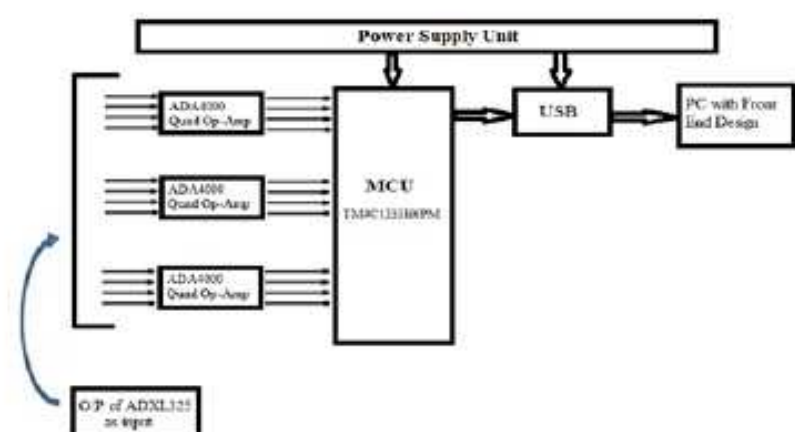 Power Supply Unit
ADA4000
Quad Op-Amp
ADA4000
Quad Op-Amp
ADA4000
Quad Op-Amp
MCU
USB
PC with Front
End Design
O/P of ADXL325
as input